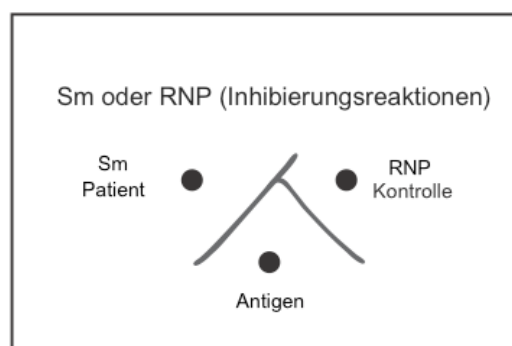 Sm oder RNP (Inhibierungsreaktionen)
Sm
Patient
RNP
Kontrolle
Antigen